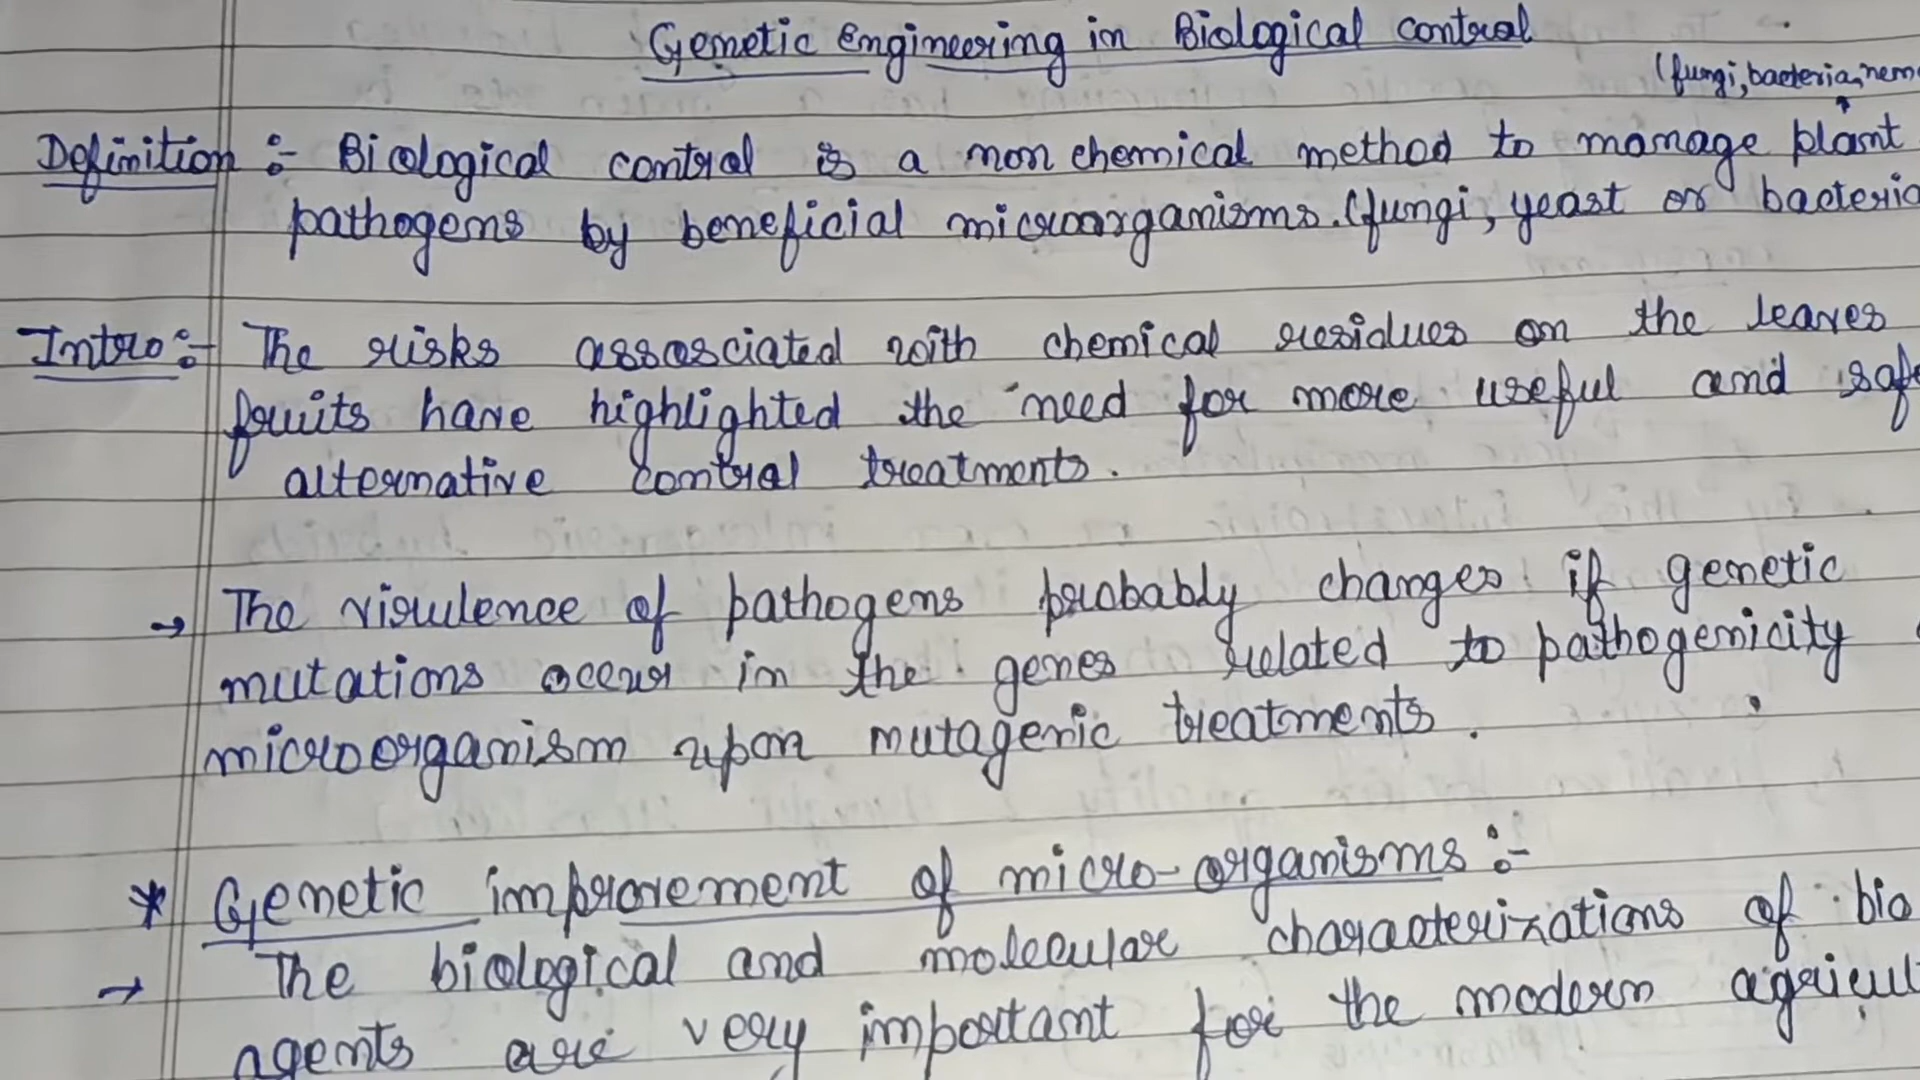 Genetic Engineering in Biological control
(fungi, bacteria, nem
Definition :- Biological control is a non chemical method to manage plant
pathogens by beneficial microorganisms. (fungi, yeast or bacteria
Intro :- The risks assosciated with chemical residues on the leaves
fruits have highlighted the need for more useful and safe
alternative control treatments.
→ The virulence of pathogens probably changes if genetic
mutations occur in the genes related to pathogenicity
microorganism upon mutagenic treatments.
* Genetic improvement of micro-organisms :-
→ The biological and molecular characterizations of bio
agents are very important for the modern agricul